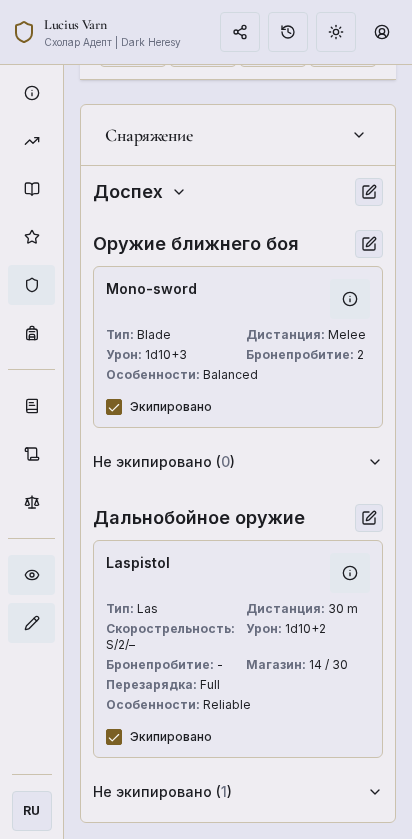 Lucius Varn
Схолар Адепт | Dark Heresy
Снаряжение
Доспех
Оружие ближнего боя
Mono-sword
Тип: Blade Дистанция: Melee
Урон: 1d10+3 Бронепробитие: 2
Особенности: Balanced
Экипировано
Не экипировано (0)
Дальнобойное оружие
Laspistol
Тип: Las Дистанция: 30 m
Скорострельность: Урон: 1d10+2
S/2/–
Бронепробитие: - Магазин: 14 / 30
Перезарядка: Full
Особенности: Reliable
Экипировано
Не экипировано (1)
RU